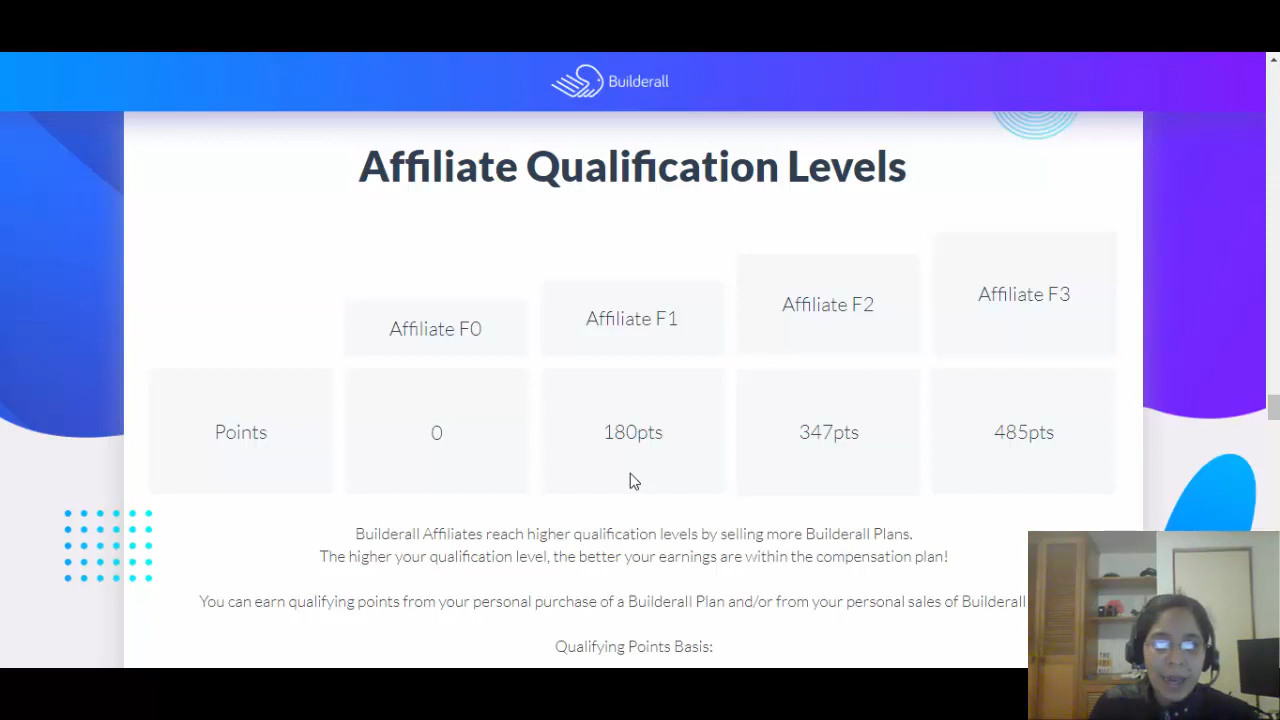 Builderall
Affiliate Qualification Levels
Affiliate F0
Affiliate F1
Affiliate F2
Affiliate F3
Points
0
180pts
347pts
485pts
Builderall Affiliates reach higher qualification levels by selling more Builderall Plans.
The higher your qualification level, the better your earnings are within the compensation plan!
You can earn qualifying points from your personal purchase of a Builderall Plan and/or from your personal sales of Builderall
Qualifying Points Basis: